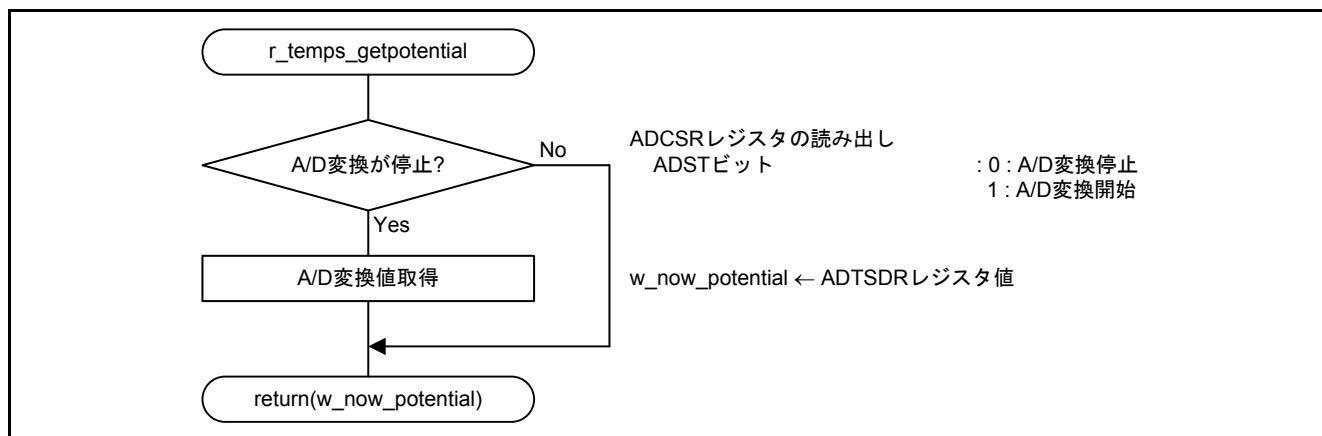 r_temps_getpotential
A/D変換が停止?
No
ADCSRレジスタの読み出し
ADSTビット : 0 : A/D変換停止
1 : A/D変換開始
Yes
A/D変換値取得
w_now_potential ← ADTSDRレジスタ値
return(w_now_potential)